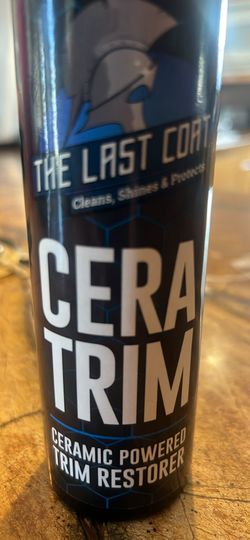 THE LAST COAT
Cleans, Shines & Protects
CERA
TRIM
CERAMIC POWERED
TRIM RESTORER